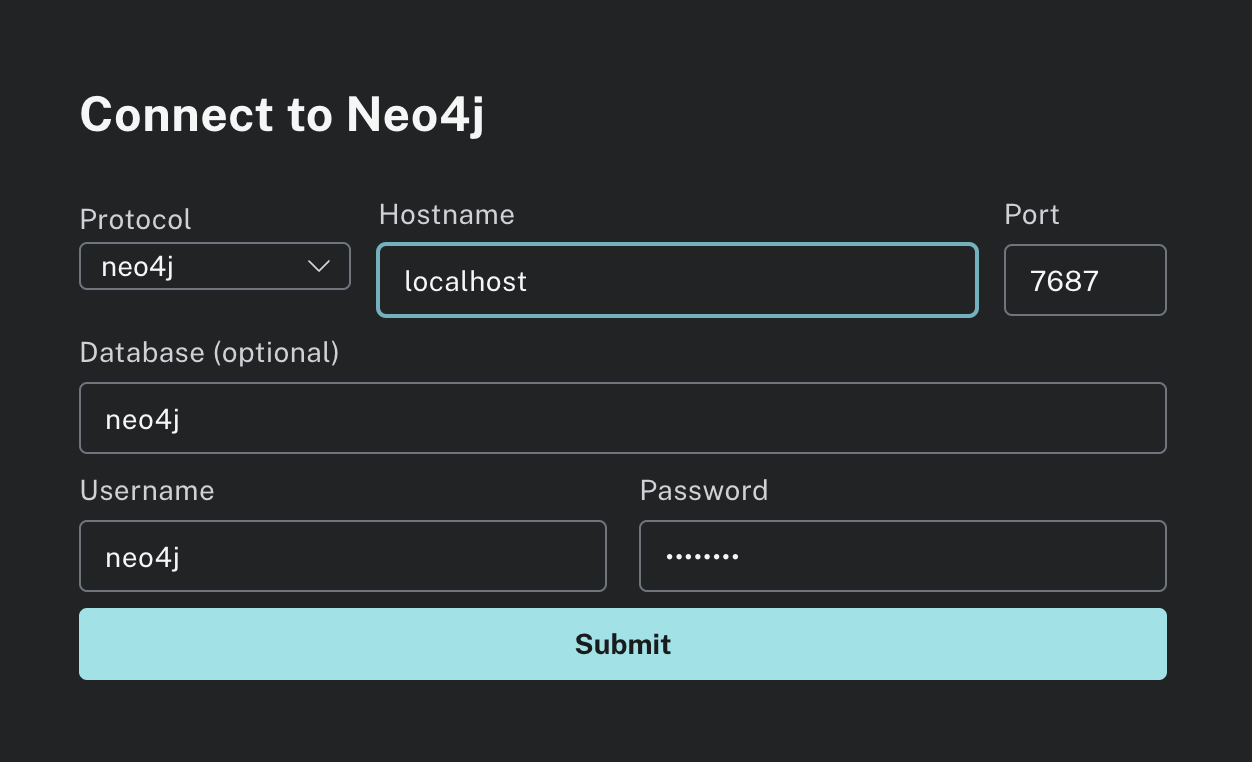 Connect to Neo4j
Protocol
Hostname
Port
neo4j
localhost
7687
Database (optional)
neo4j
Username
Password
neo4j
••••••••
Submit